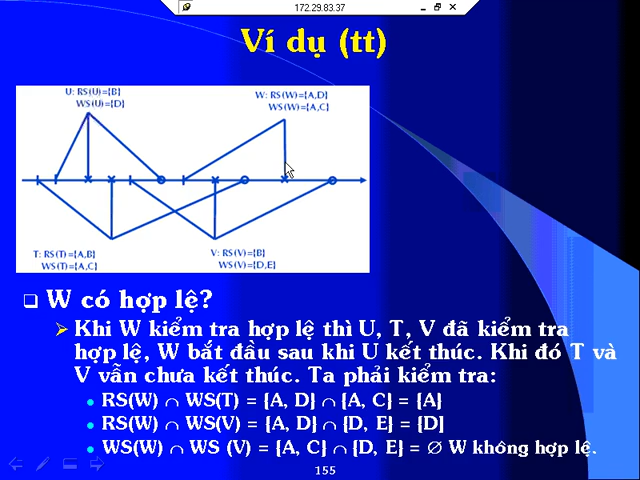 172.29.83.37
Ví dụ (tt)
U: RS(U)={B}
WS(U)={D}
W: RS(W)={A,D}
WS(W)={A,C}
T: RS(T)={A,B}
WS(T)={A,C}
V: RS(V)={B}
WS(V)={D,E}
W có hợp lệ?
Khi W kiểm tra hợp lệ thì U, T, V đã kiểm tra
hợp lệ, W bắt đầu sau khi U kết thúc. Khi đó T và
V vẫn chưa kết thúc. Ta phải kiểm tra:
RS(W) ∩ WS(T) = {A, D} ∩ {A, C} = {A}
RS(W) ∩ WS(V) = {A, D} ∩ {D, E} = {D}
WS(W) ∩ WS (V) = {A, C} ∩ {D, E} = ∅ W không hợp lệ.
155